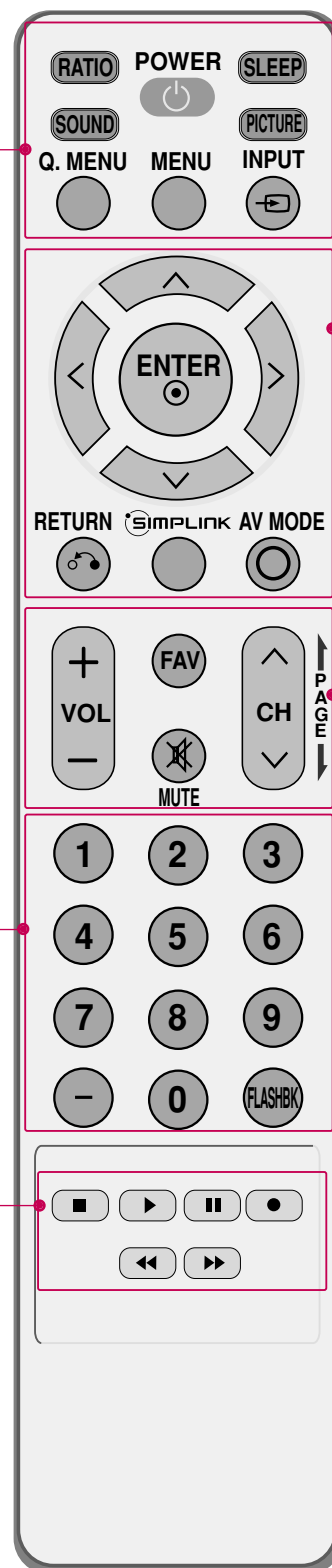 RATIO POWER SLEEP
SOUND PICTURE
Q. MENU MENU INPUT
ENTER
RETURN SIMPLINK AV MODE
+ FAV
VOL CH PAGE
−
MUTE
1 2 3
4 5 6
7 8 9
− 0 FLASHBK